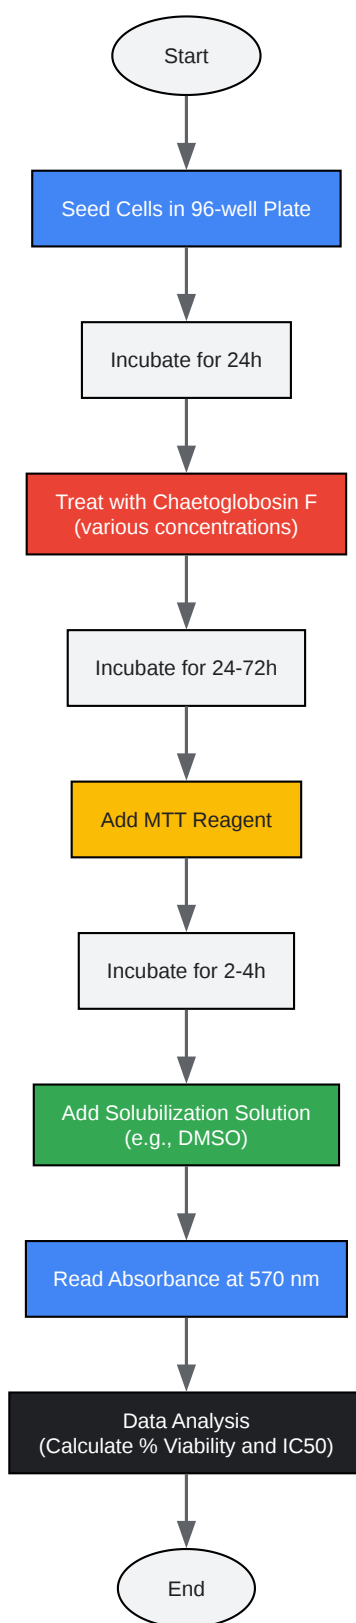 Start
Seed Cells in 96-well Plate
Incubate for 24h
Treat with Chaetoglobosin F
(various concentrations)
Incubate for 24-72h
Add MTT Reagent
Incubate for 2-4h
Add Solubilization Solution
(e.g., DMSO)
Read Absorbance at 570 nm
Data Analysis
(Calculate % Viability and IC50)
End